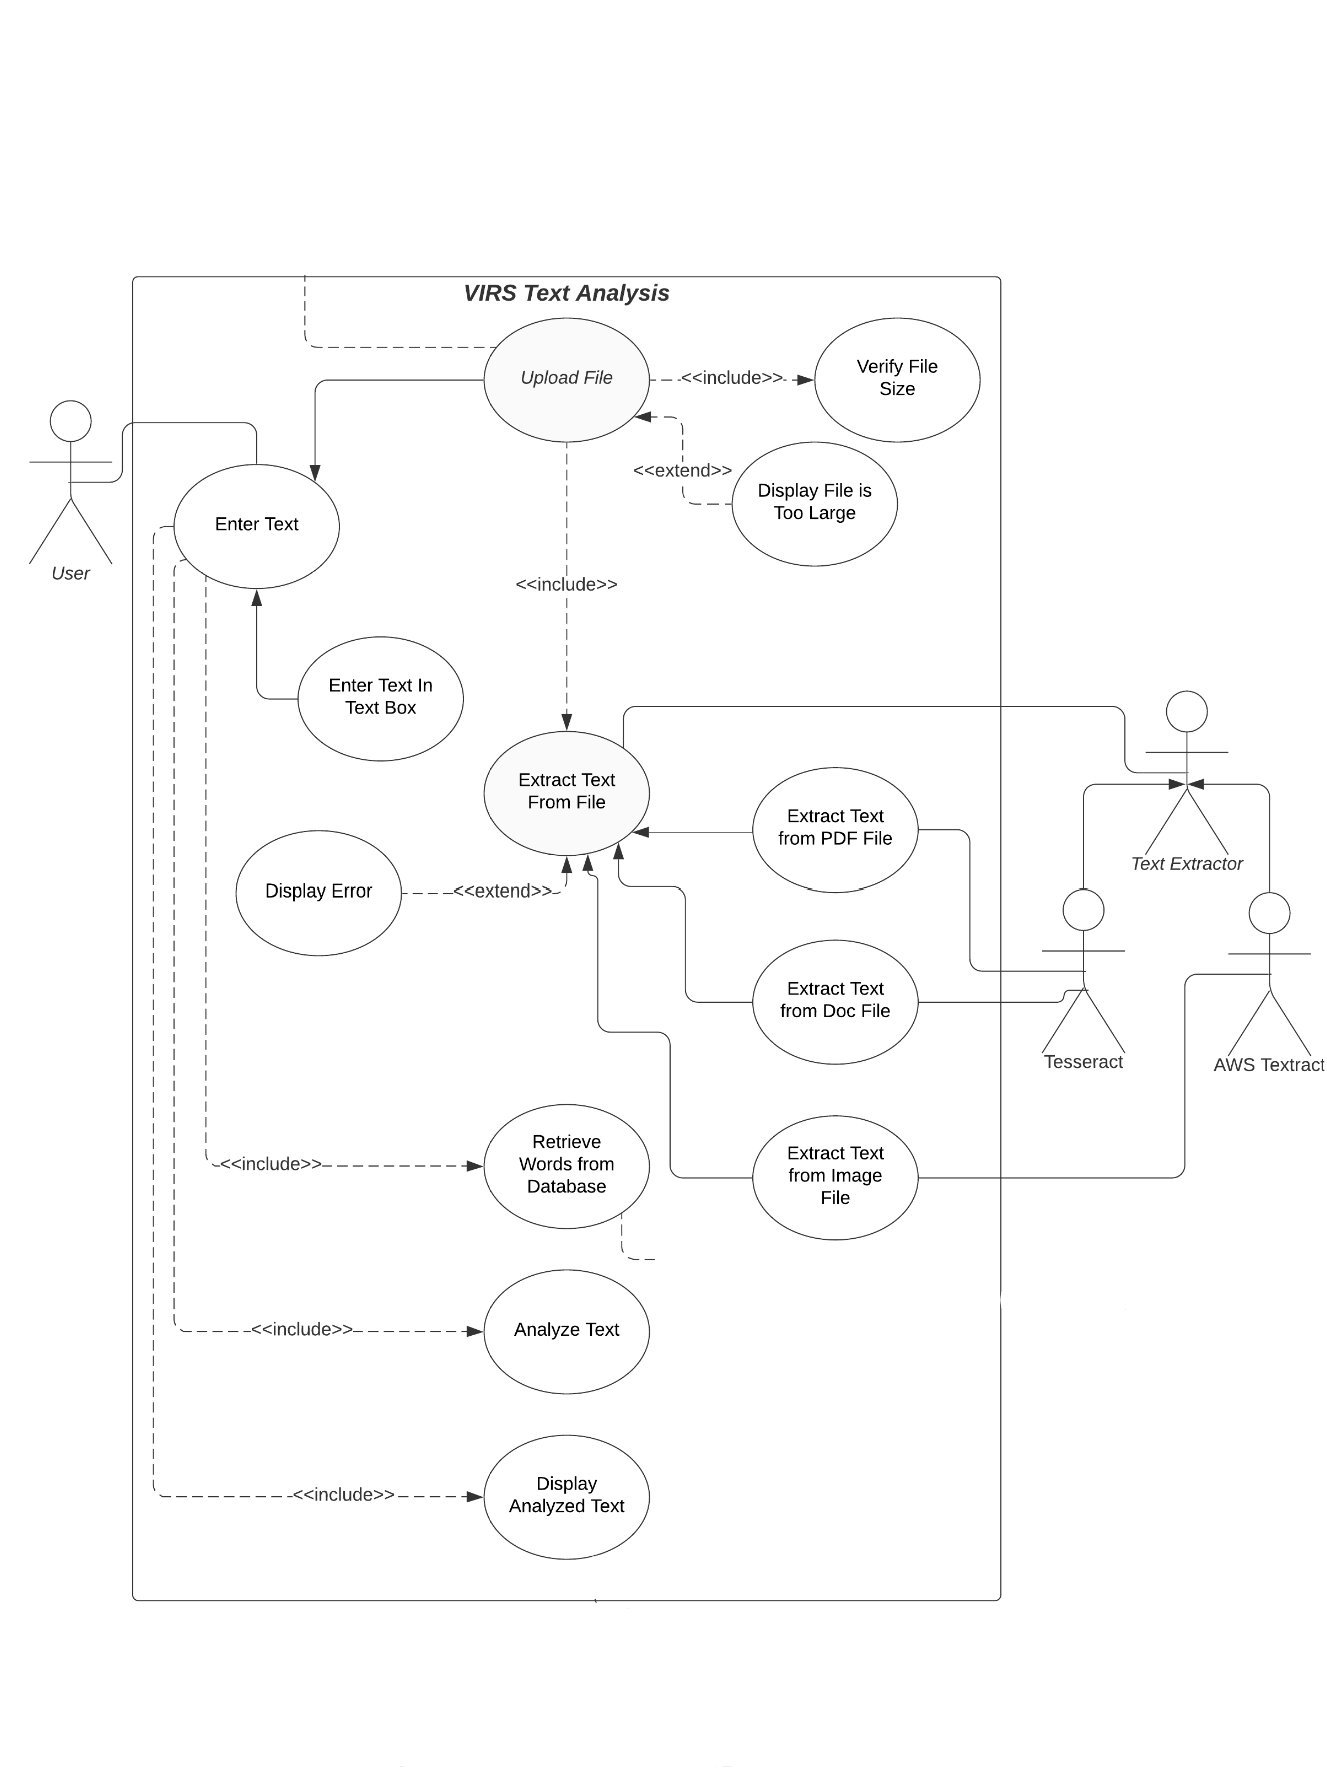 VIRS Text Analysis
Upload File
<<include>>
Verify File
Size
<<extend>>
Display File is
Too Large
User
Enter Text
<<include>>
Enter Text In
Text Box
Extract Text
From File
Extract Text
from PDF File
Text Extractor
Display Error
<<extend>>
Extract Text
from Doc File
Tesseract
AWS Textract
<<include>>
Retrieve
Words from
Database
Extract Text
from Image
File
<<include>>
Analyze Text
<<include>>
Display
Analyzed Text